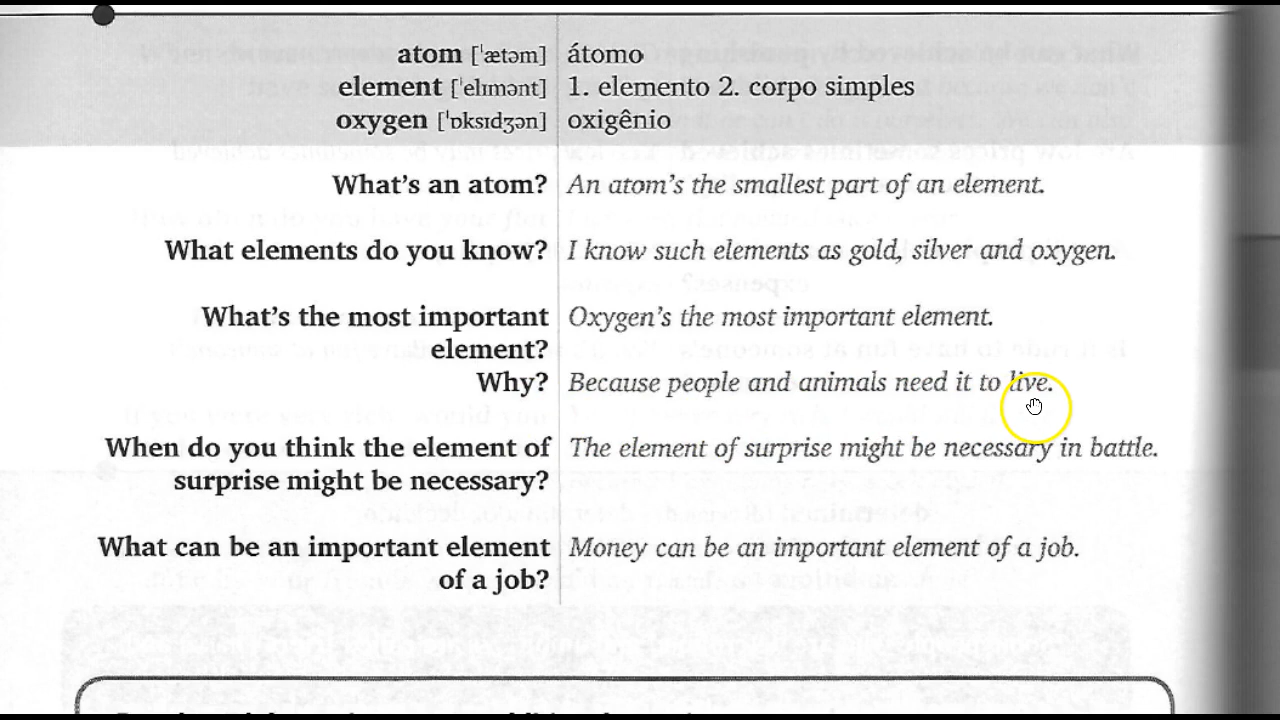 atom ['ætəm] átomo
element ['elɪmənt] 1. elemento 2. corpo simples
oxygen ['ɒksɪdʒən] oxigênio
What's an atom? An atom's the smallest part of an element.
What elements do you know? I know such elements as gold, silver and oxygen.
What's the most important Oxygen's the most important element.
element?
Why? Because people and animals need it to live.
When do you think the element of The element of surprise might be necessary in battle.
surprise might be necessary?
What can be an important element Money can be an important element of a job.
of a job?